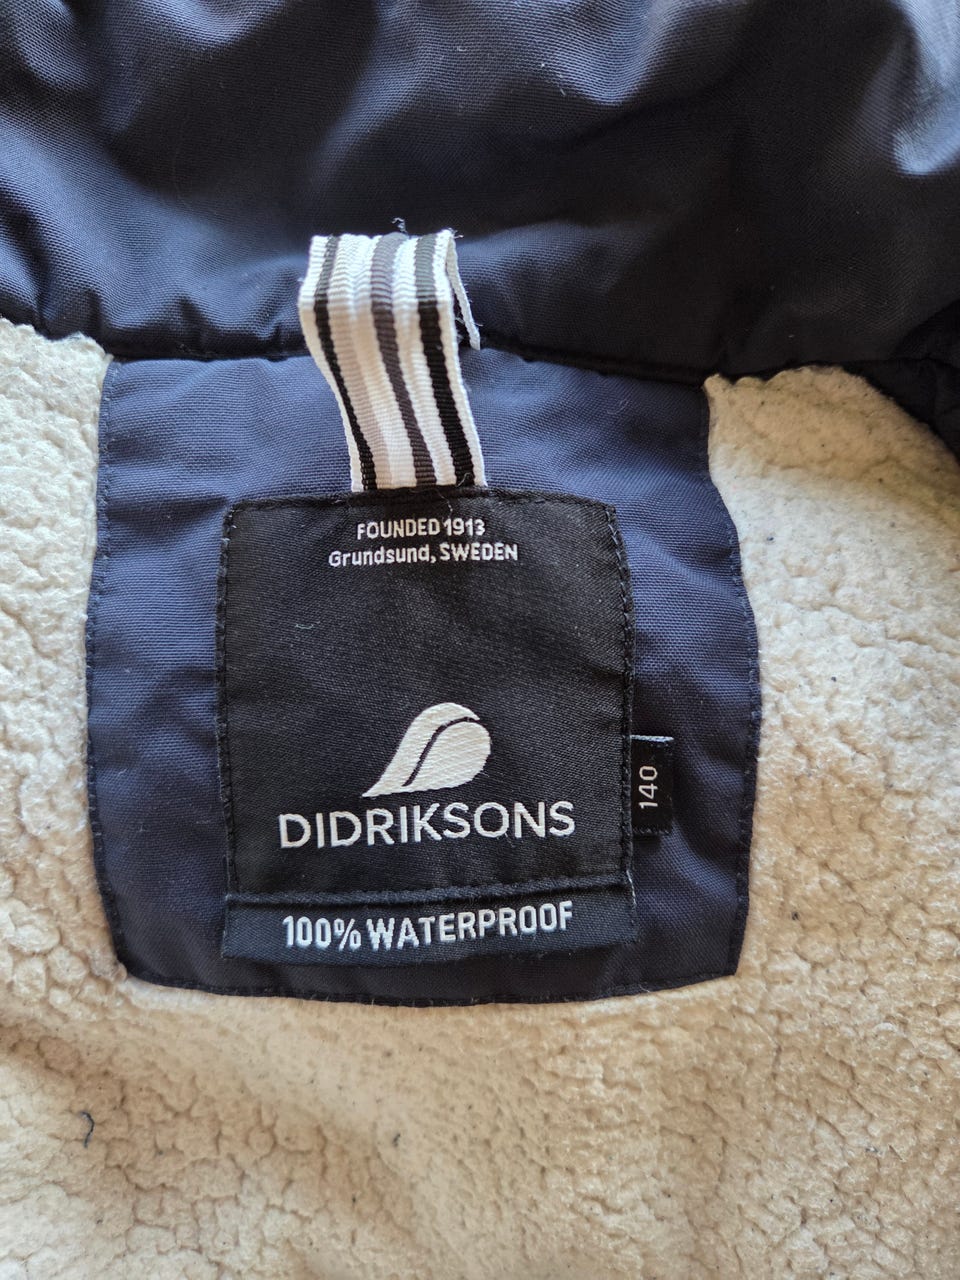 FOUNDED 1913
Grundsund, SWEDEN
DIDRIKSONS
140
100% WATERPROOF